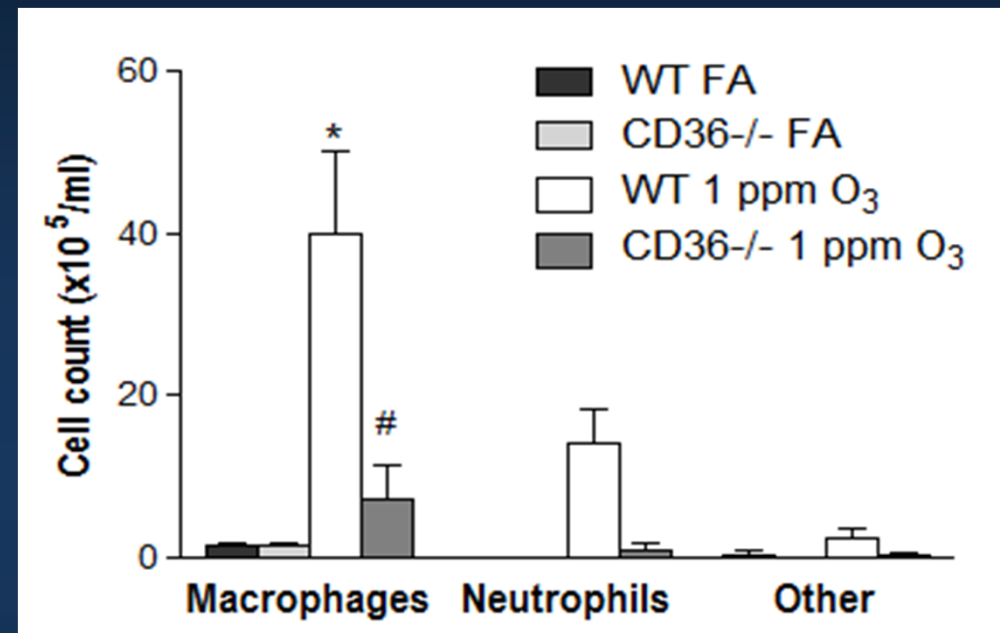 60
40
20
0
Cell count (x10 5/ml)
*
#
WT FA
CD36-/- FA
WT 1 ppm O3
CD36-/- 1 ppm O3
Macrophages Neutrophils Other